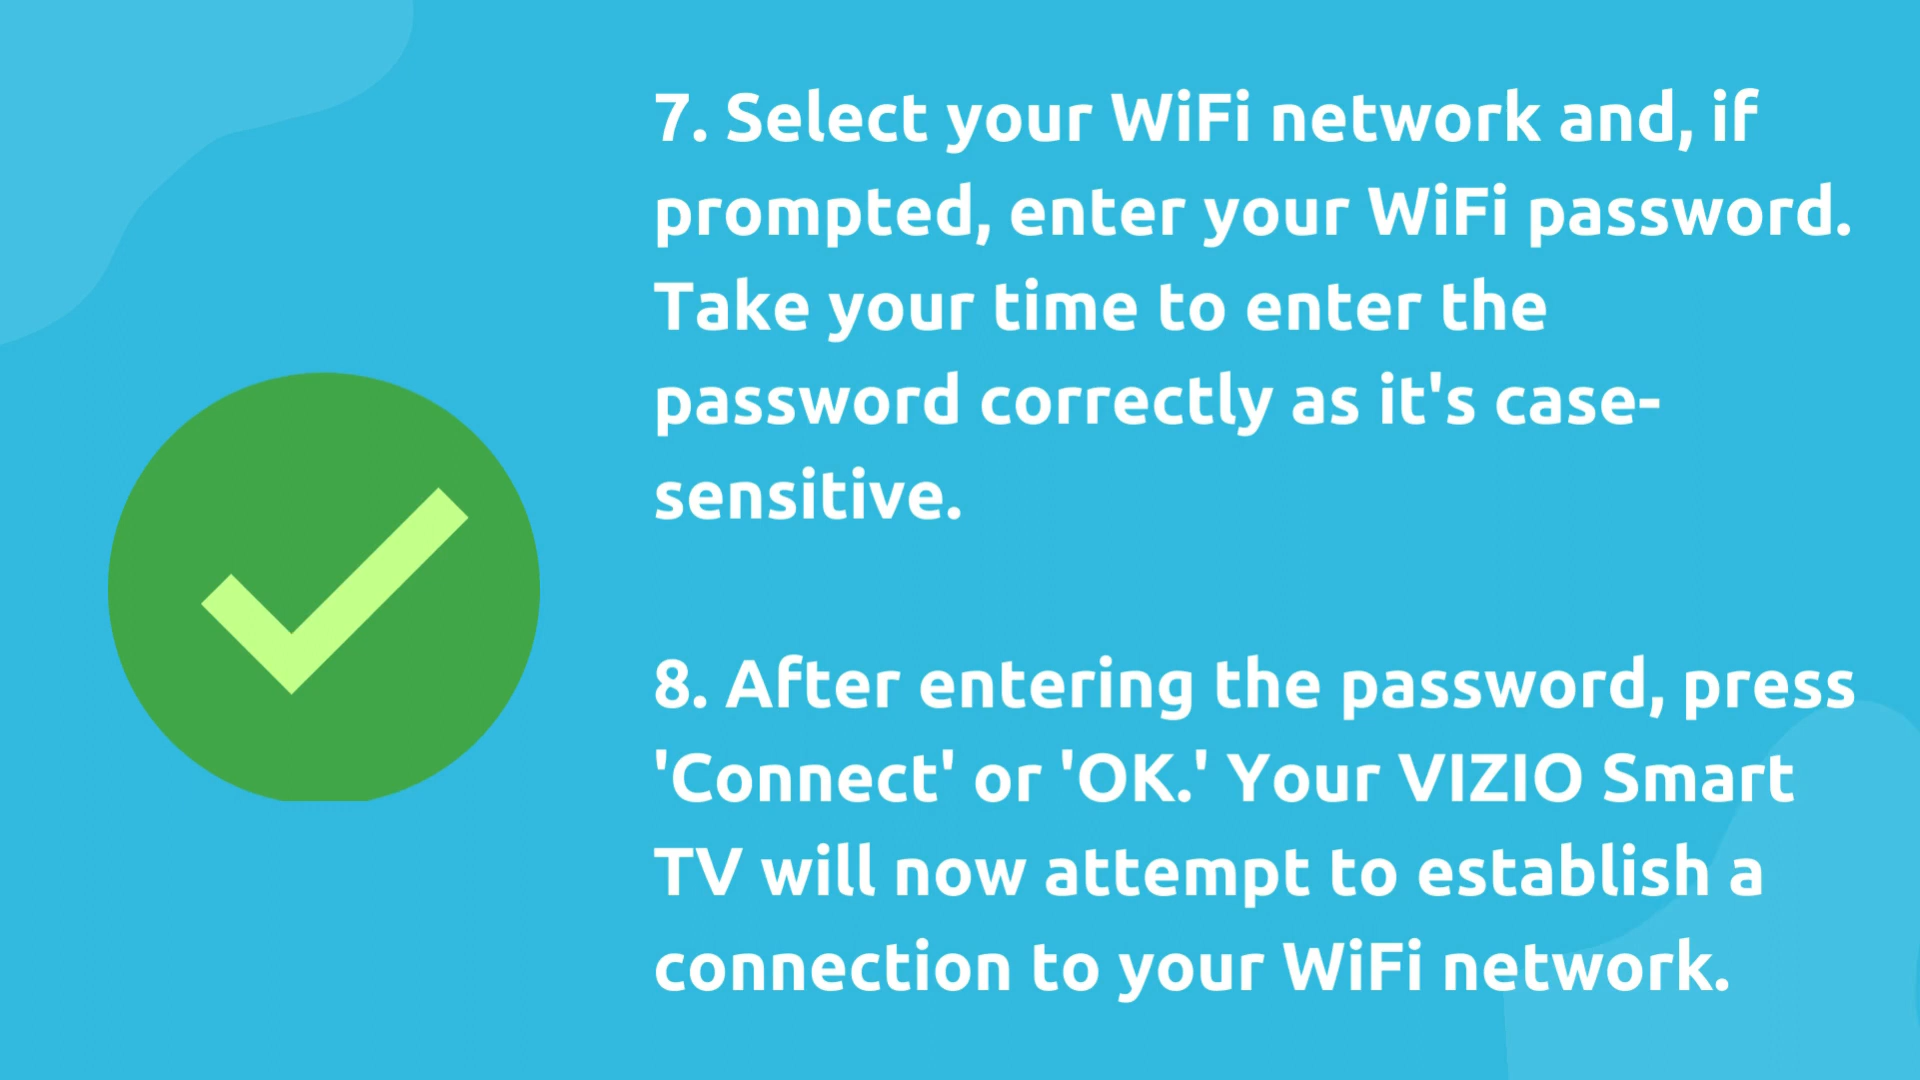 7. Select your WiFi network and, if
prompted, enter your WiFi password.
Take your time to enter the
password correctly as it's case-
sensitive.
8. After entering the password, press
'Connect' or 'OK.' Your VIZIO Smart
TV will now attempt to establish a
connection to your WiFi network.